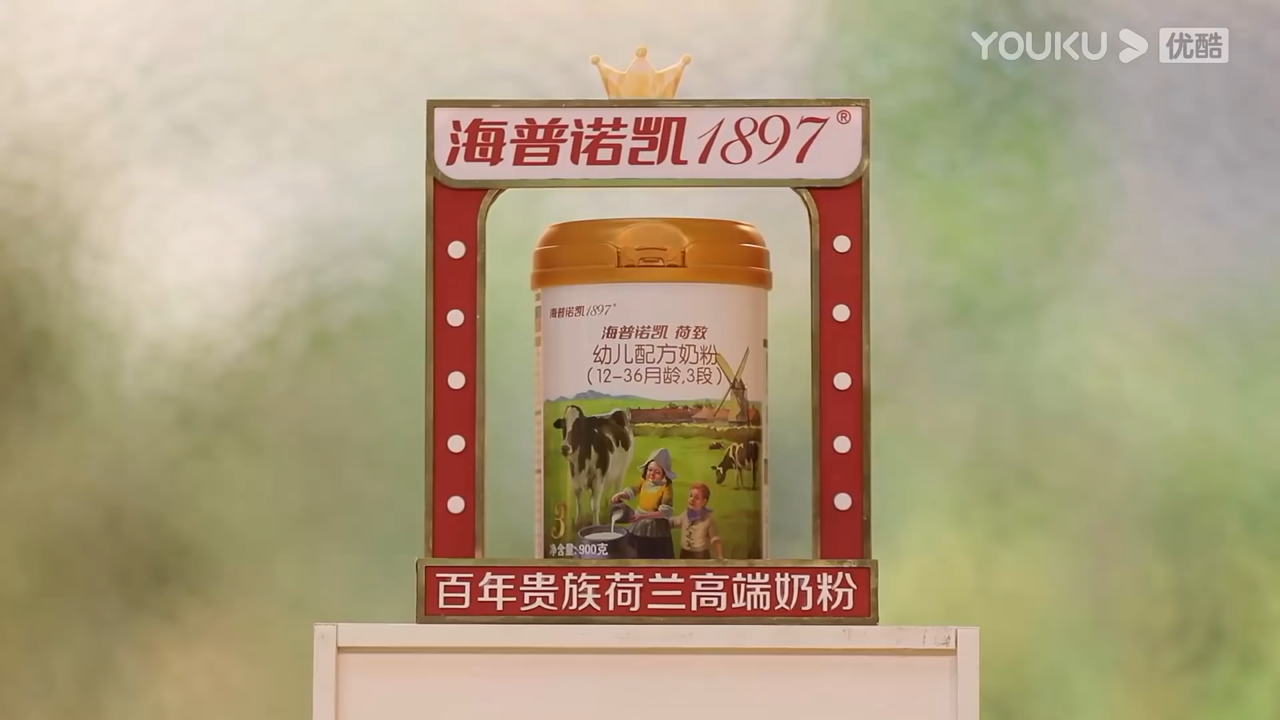 YOUKU 优酷
海普诺凯1897®
海普诺凯1897®
海普诺凯 荷致
幼儿配方奶粉
(12-36月龄,3段)
3
净含量:900克
百年贵族荷兰高端奶粉